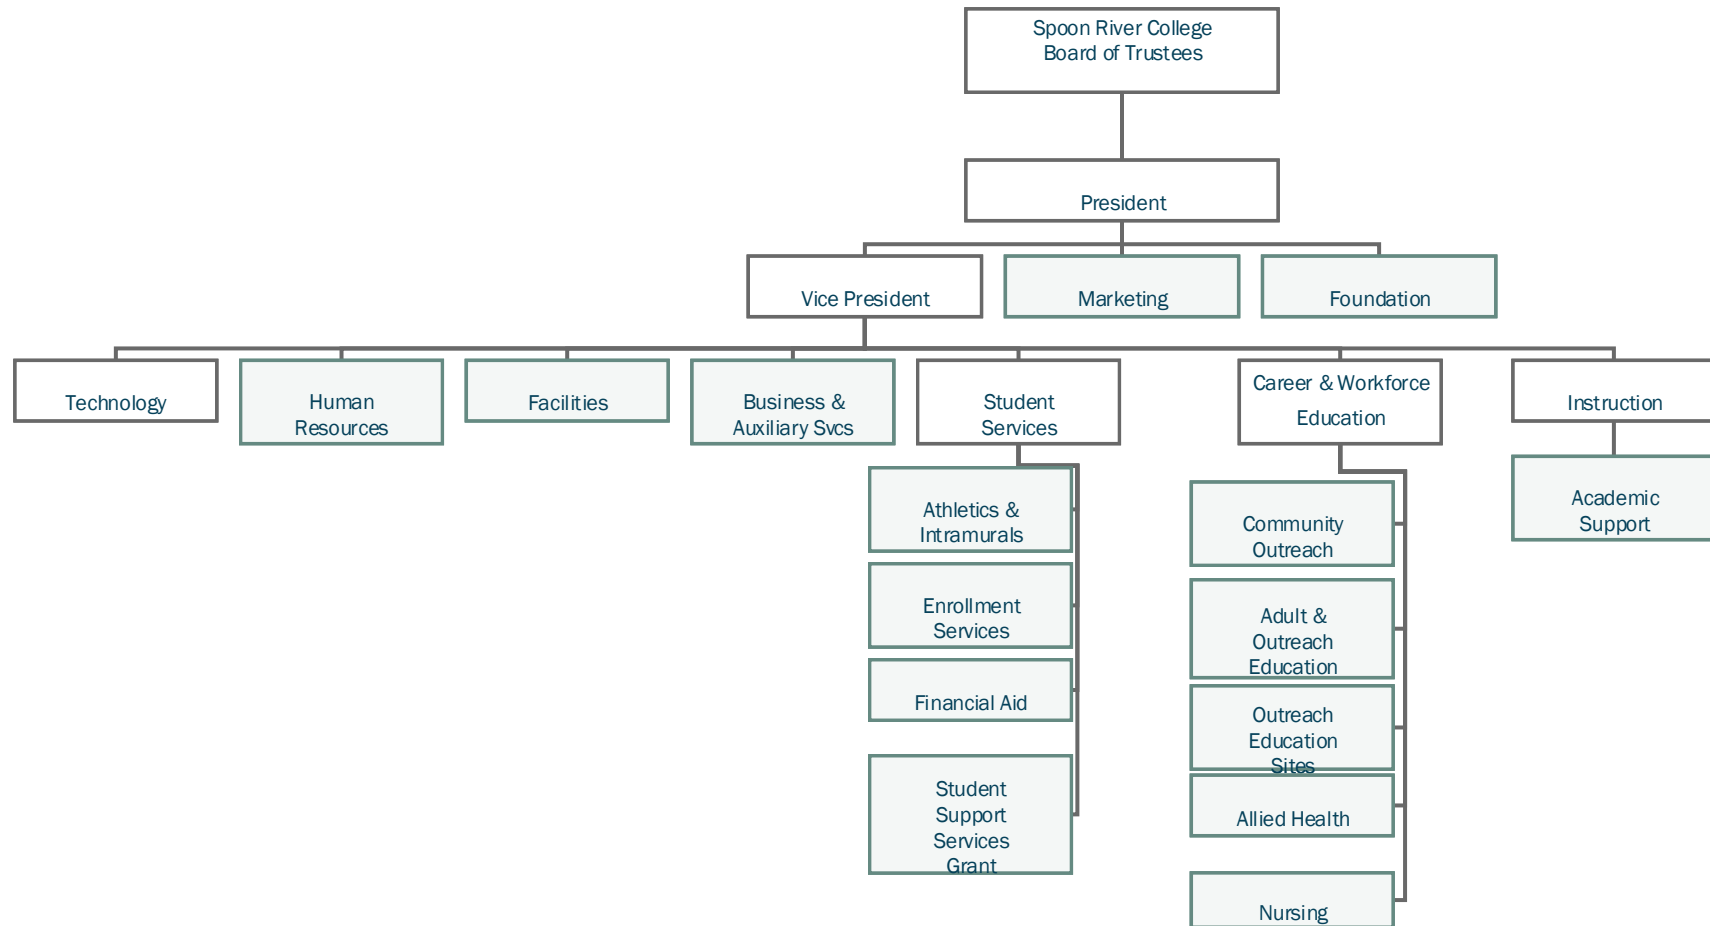 Spoon River College
Board of Trustees
President
Vice President
Marketing
Foundation
Technology
Human
Resources
Facilities
Business &
Auxiliary Svcs
Student
Services
Career & Workforce
Education
Instruction
Athletics &
Intramurals
Enrollment
Services
Financial Aid
Student
Support
Services
Grant
Community
Outreach
Adult &
Outreach
Education
Outreach
Education
Sites
Allied Health
Nursing
Academic
Support